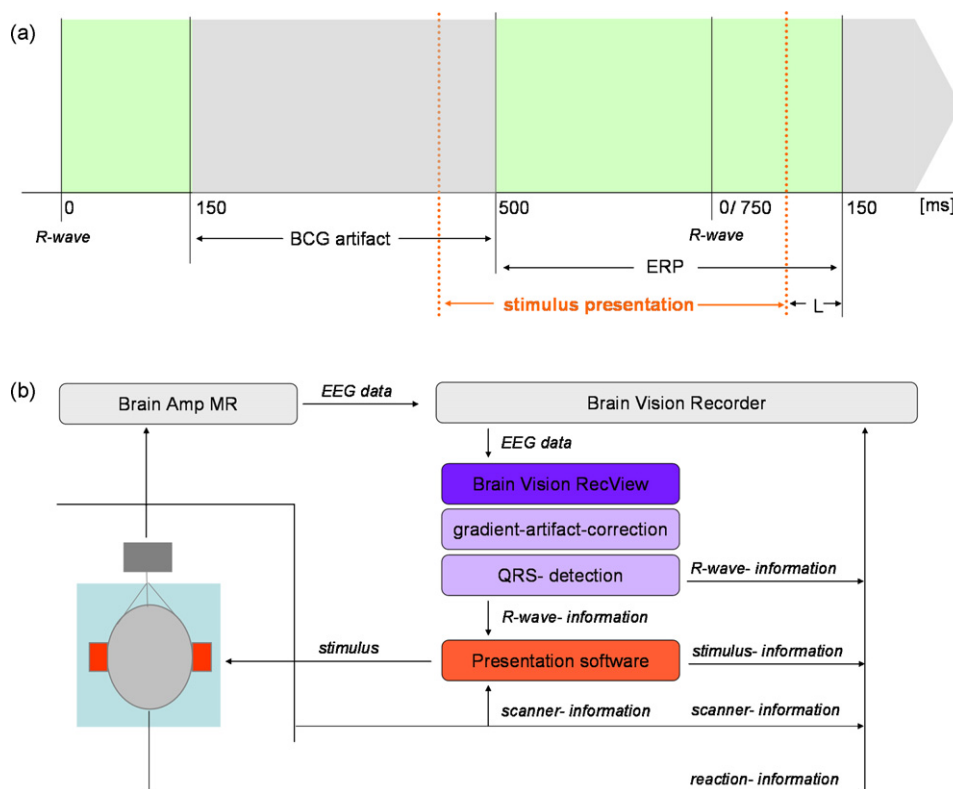 (a)
0
150
500
0/ 750
150
[ms]
R-wave
R-wave
BCG artifact
ERP
stimulus presentation
L
(b)
Brain Amp MR
EEG data
Brain Vision Recorder
EEG data
Brain Vision RecView
gradient-artifact-correction
QRS- detection
R-wave- information
R-wave- information
stimulus
Presentation software
stimulus- information
scanner- information
scanner- information
reaction- information